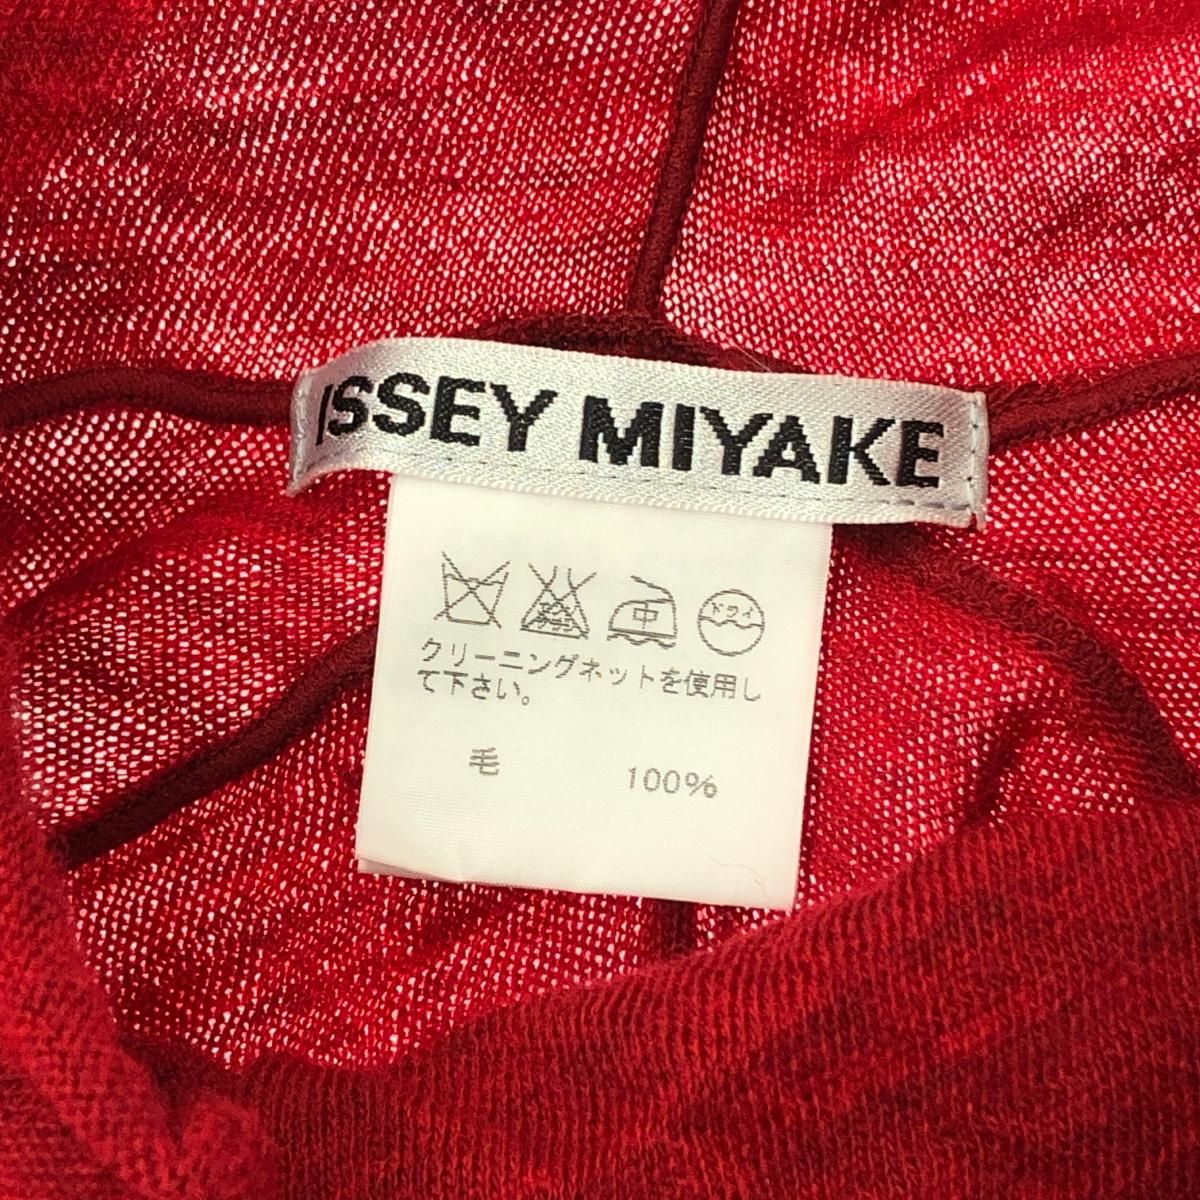 ISSEY MIYAKE
中 ドライ
クリーニングネットを使用し
て下さい。
毛 100%